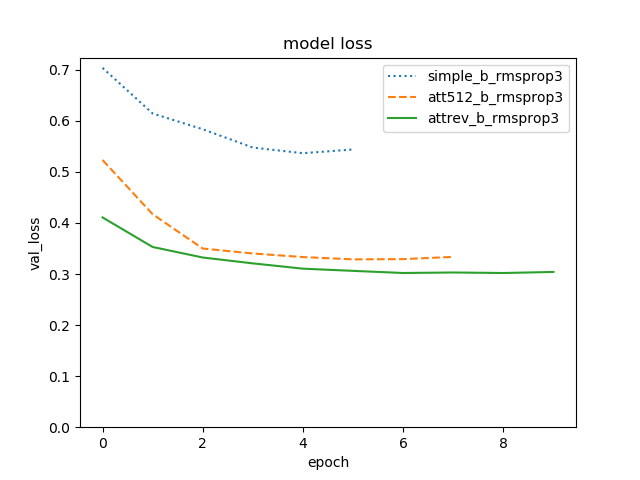 model loss
simple_b_rmsprop3
att512_b_rmsprop3
attrev_b_rmsprop3
val_loss
0.7
0.6
0.5
0.4
0.3
0.2
0.1
0.0
0 2 4 6 8
epoch